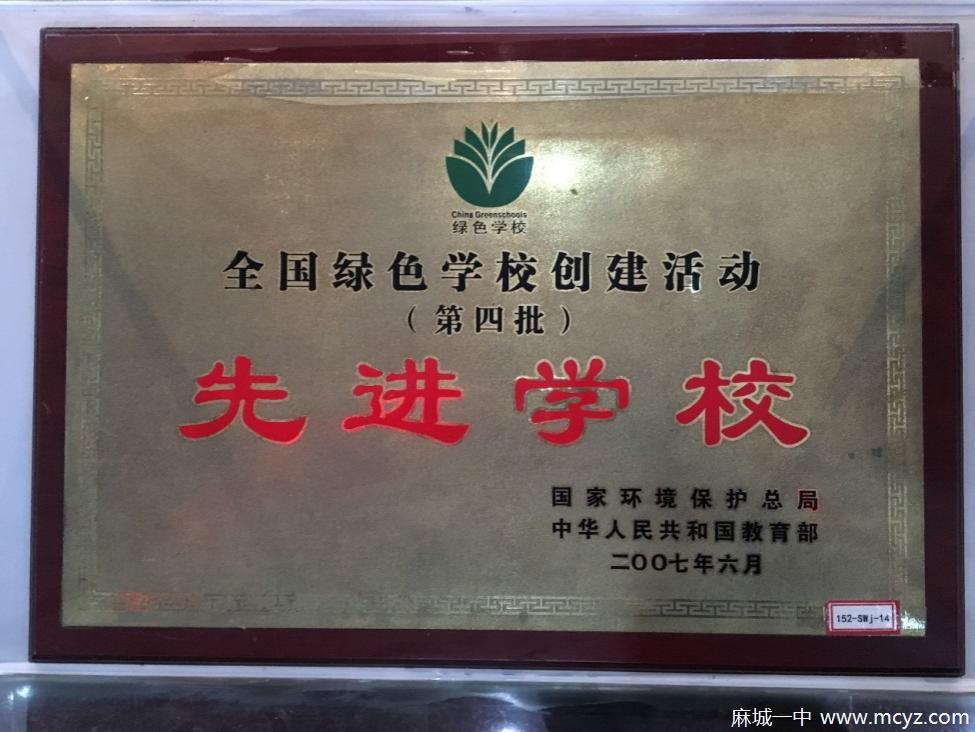 China Greenschools
绿色学校
全国绿色学校创建活动
（第四批）
先进学校
国家环境保护总局
中华人民共和国教育部
二〇〇七年六月
152-SWj-14
麻城一中 www.mcyz.com